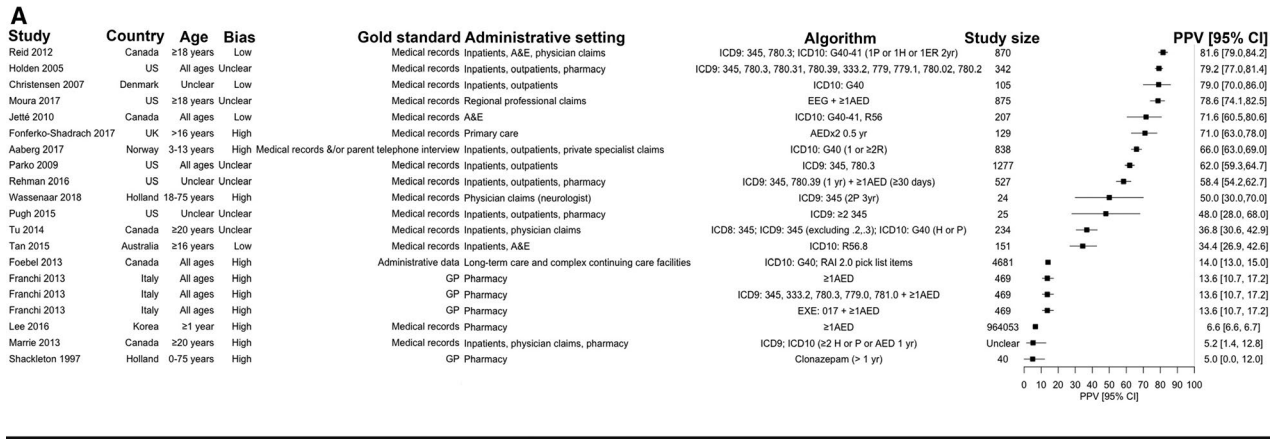 A
Study Country Age Bias Gold standard Administrative setting Algorithm Study size PPV [95% CI]
Reid 2012 Canada ≥18 years Low Medical records Inpatients, A&E, physician claims ICD9: 345, 780.3; ICD10: G40-41 (1P or 1H or 1ER 2yr) 870 81.6 [79.0;84.2]
Holden 2005 US All ages Unclear Medical records Inpatients, outpatients, pharmacy ICD9: 345, 780.3, 780.31, 780.39, 333.2, 779, 779.1, 780.02, 780.2 342 79.2 [77.0;81.4]
Christensen 2007 Denmark Unclear Low Medical records Inpatients, outpatients ICD10: G40 105 79.0 [70.0;86.0]
Moura 2017 US ≥18 years Unclear Medical records Regional professional claims EEG + ≥1AED 875 78.6 [74.1;82.5]
Jetté 2010 Canada All ages Low Medical records A&E ICD10: G40-41, R56 207 71.6 [60.5;80.6]
Fonferko-Shadrach 2017 UK >16 years High Medical records Primary care AEDx2 0.5 yr 129 71.0 [63.0;78.0]
Aaberg 2017 Norway 3-13 years High Medical records &/or parent telephone interview Inpatients, outpatients, private specialist claims ICD10: G40 (1 or ≥2R) 838 66.0 [63.0;69.0]
Parko 2009 US All ages Unclear Medical records Inpatients, outpatients ICD9: 345, 780.3 1277 62.0 [59.3;64.7]
Rehman 2016 US Unclear Unclear Medical records Inpatients, outpatients, pharmacy ICD9: 345, 780.39 (1 yr) + ≥1AED (≥30 days) 527 58.4 [54.2;62.7]
Wassenaar 2018 Holland 18-75 years High Medical records Physician claims (neurologist) ICD9: 345 (2P 3yr) 24 50.0 [30.0;70.0]
Pugh 2015 US Unclear Unclear Medical records Inpatients, outpatients, pharmacy ICD9: ≥2 345 25 48.0 [28.0; 68.0]
Tu 2014 Canada ≥20 years Unclear Medical records Inpatients, physician claims ICD8: 345; ICD9: 345 (excluding .2,.3); ICD10: G40 (H or P) 234 36.8 [30.6; 42.9]
Tan 2015 Australia ≥16 years Low Medical records Inpatients, A&E ICD10: R56.8 151 34.4 [26.9; 42.6]
Foebel 2013 Canada All ages High Administrative data Long-term care and complex continuing care facilities ICD10: G40; RAI 2.0 pick list items 4681 14.0 [13.0; 15.0]
Franchi 2013 Italy All ages High GP Pharmacy ≥1AED 469 13.6 [10.7; 17.2]
Franchi 2013 Italy All ages High GP Pharmacy ICD9: 345, 333.2, 780.3, 779.0, 781.0 + ≥1AED 469 13.6 [10.7; 17.2]
Franchi 2013 Italy All ages High GP Pharmacy EXE: 017 + ≥1AED 469 13.6 [10.7; 17.2]
Lee 2016 Korea ≥1 year High Medical records Pharmacy ≥1AED 964053 6.6 [6.6, 6.7]
Marrie 2013 Canada ≥20 years High Medical records Inpatients, physician claims, pharmacy ICD9; ICD10 (≥2 H or P or AED 1 yr) Unclear 5.2 [1.4, 12.8]
Shackleton 1997 Holland 0-75 years High GP Pharmacy Clonazepam (> 1 yr) 40 5.0 [0.0, 12.0]
0 10 20 30 40 50 60 70 80 90 100
PPV [95% CI]